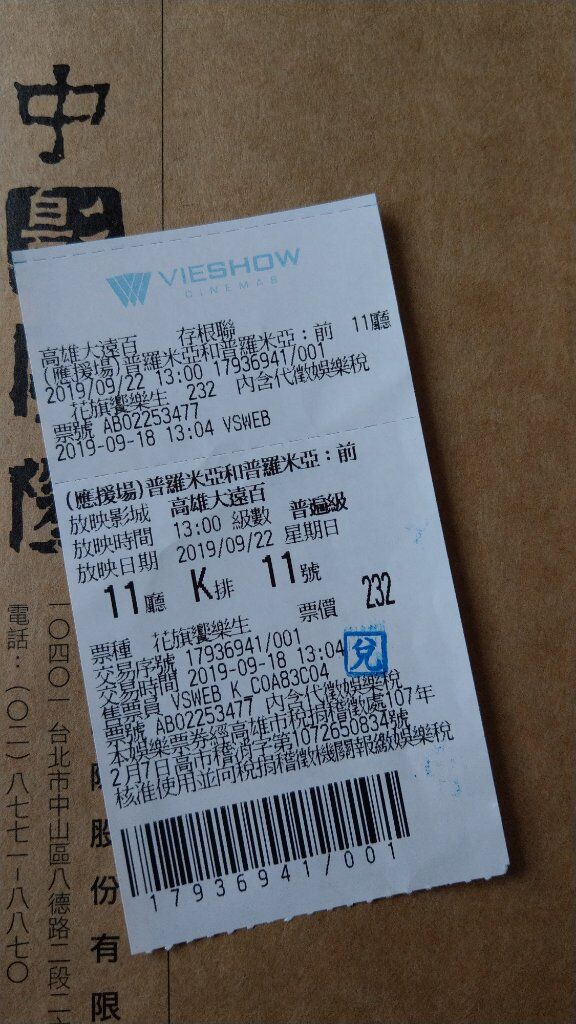 中
影
VIESHOW
CINEMAS
高雄大遠百 存根聯
(應援場)普羅米亞和普羅米亞：前 11廳
2019/09/22 13:00 17936941/001
花旗饗樂生 232 內含代徵娛樂稅
票號 AB02253477
2019-09-18 13:04 VSWEB
(應援場)普羅米亞和普羅米亞：前
放映影城 高雄大遠百
放映時間 13:00 級數 普遍級
放映日期 2019/09/22 星期日
11廳 K排 11號
票種 花旗饗樂生 票價 232
交易序號 17936941/001
交易時間 2019-09-18 13:04
兌
售票員 VSWEB K_COA83C04
票號 AB02253477 內含代徵娛樂稅
本娛樂票券經高雄市稅捐稽徵處107年
2月7日高市稽消字第1072650834號
核准使用並向稅捐稽徵機關報繳娛樂稅
17936941/001
股份有限
一〇四〇一台北市中山區八德路二段二
電話：(〇二)八七七一八八七〇